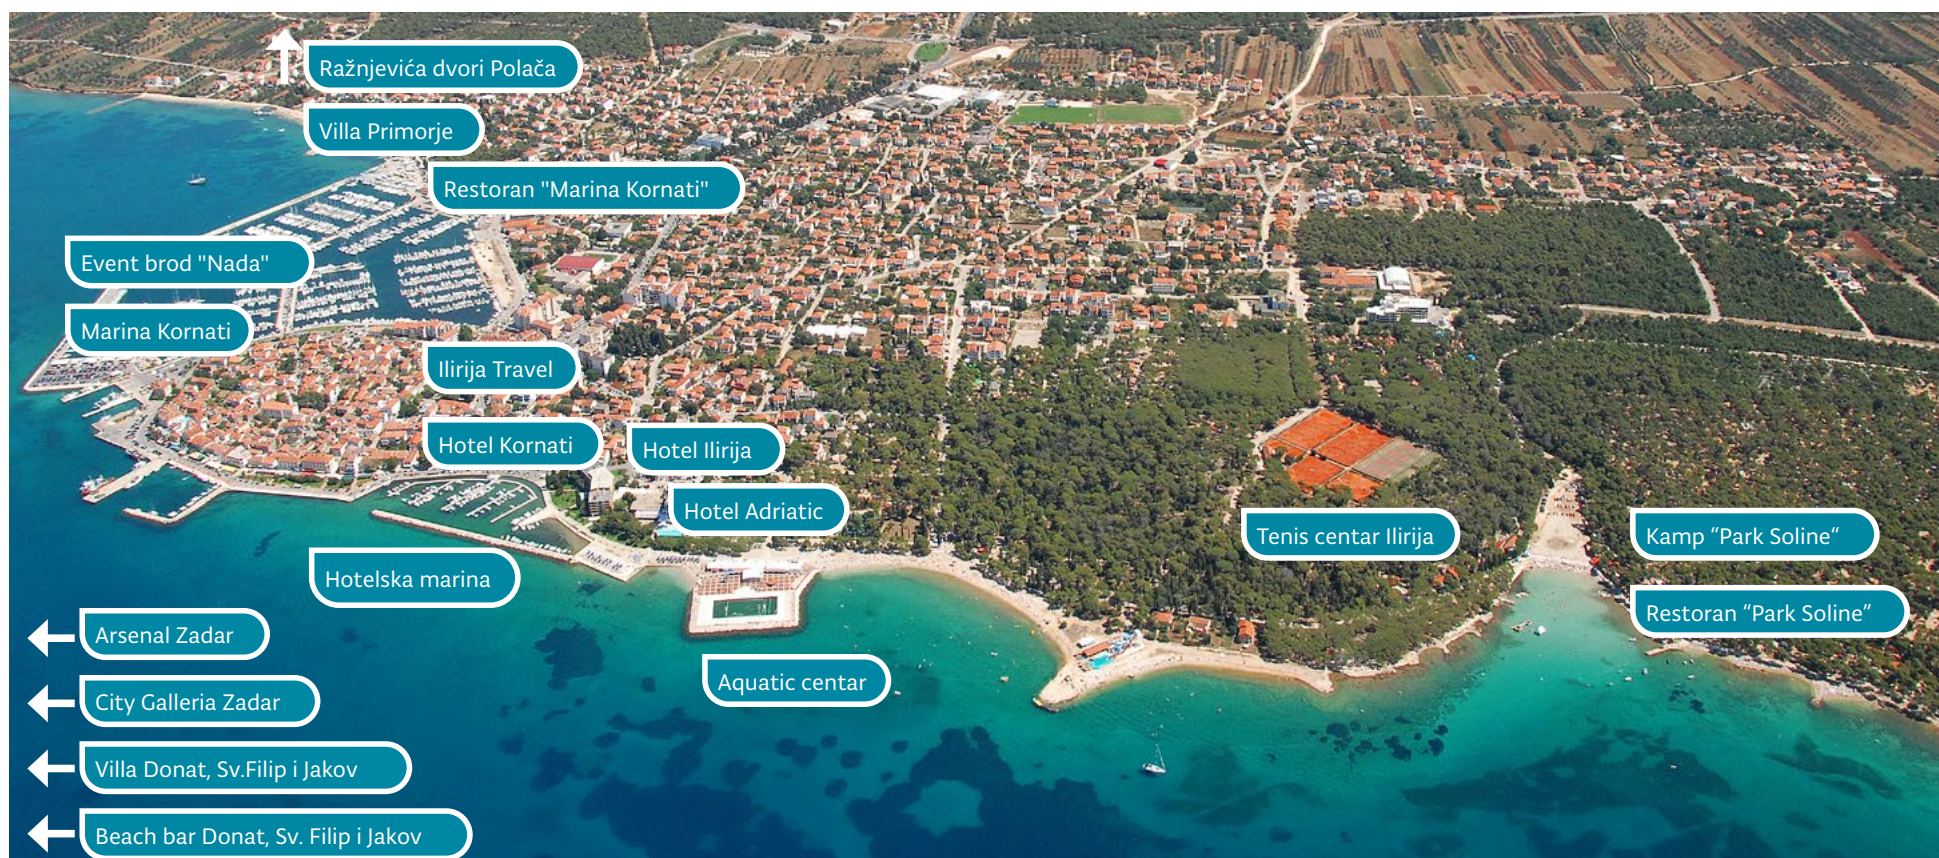 Ražnjevića dvori Polača
Villa Primorje
Restoran "Marina Kornati"
Event brod "Nada"
Marina Kornati
Ilirija Travel
Hotel Kornati
Hotel Ilirija
Hotel Adriatic
Tenis centar Ilirija
Kamp “Park Soline“
Hotelska marina
Restoran “Park Soline”
Arsenal Zadar
Aquatic centar
City Galleria Zadar
Villa Donat, Sv.Filip i Jakov
Beach bar Donat, Sv. Filip i Jakov